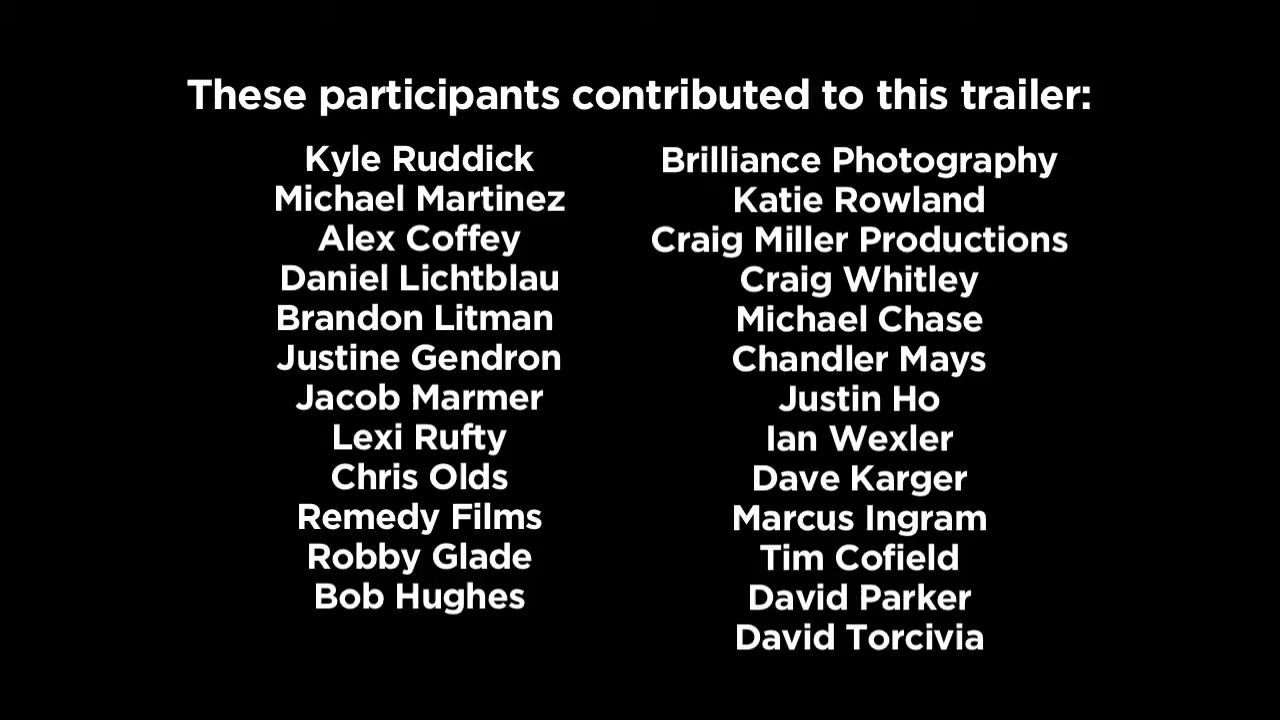 These participants contributed to this trailer:
Kyle Ruddick
Michael Martinez
Alex Coffey
Daniel Lichtblau
Brandon Litman
Justine Gendron
Jacob Marmer
Lexi Rufty
Chris Olds
Remedy Films
Robby Glade
Bob Hughes
Brilliance Photography
Katie Rowland
Craig Miller Productions
Craig Whitley
Michael Chase
Chandler Mays
Justin Ho
Ian Wexler
Dave Karger
Marcus Ingram
Tim Cofield
David Parker
David Torcivia